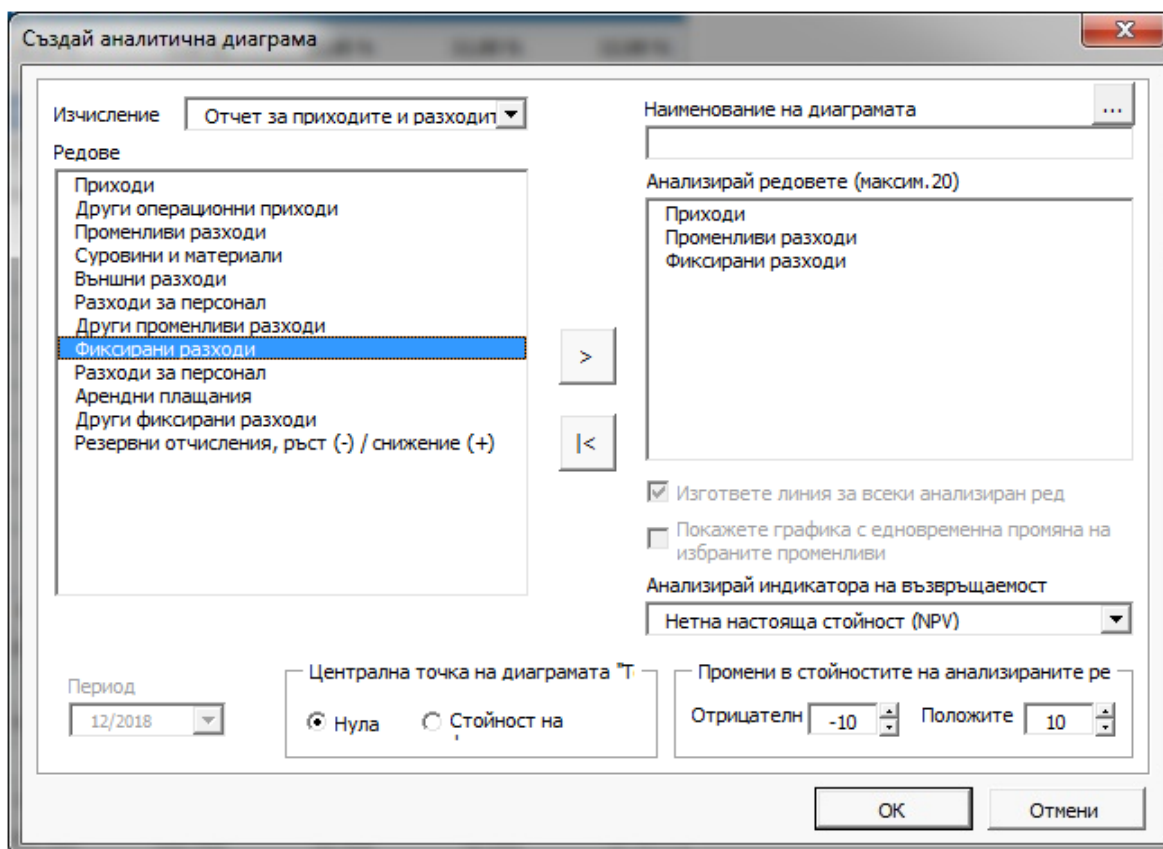 Създай аналитична диаграма
Изчисление
Отчет за приходите и разходит
Редове
Приходи
Други операционни приходи
Променливи разходи
Суровини и материали
Външни разходи
Разходи за персонал
Други променливи разходи
Фиксирани разходи
Разходи за персонал
Арендни плащания
Други фиксирани разходи
Резервни отчисления, ръст (-) / снижение (+)
>
|<
Наименование на диаграмата
...
Анализирай редовете (максим.20)
Приходи
Променливи разходи
Фиксирани разходи
Изгответе линия за всеки анализиран ред
Покажете графика с едновременна промяна на
избраните променливи
Анализирай индикатора на възвръщаемост
Нетна настояща стойност (NPV)
Период
12/2018
Централна точка на диаграмата "Т
Нула
Стойност на
Промени в стойностите на анализираните ре
Отрицателн -10 Положите 10
OK
Отмени